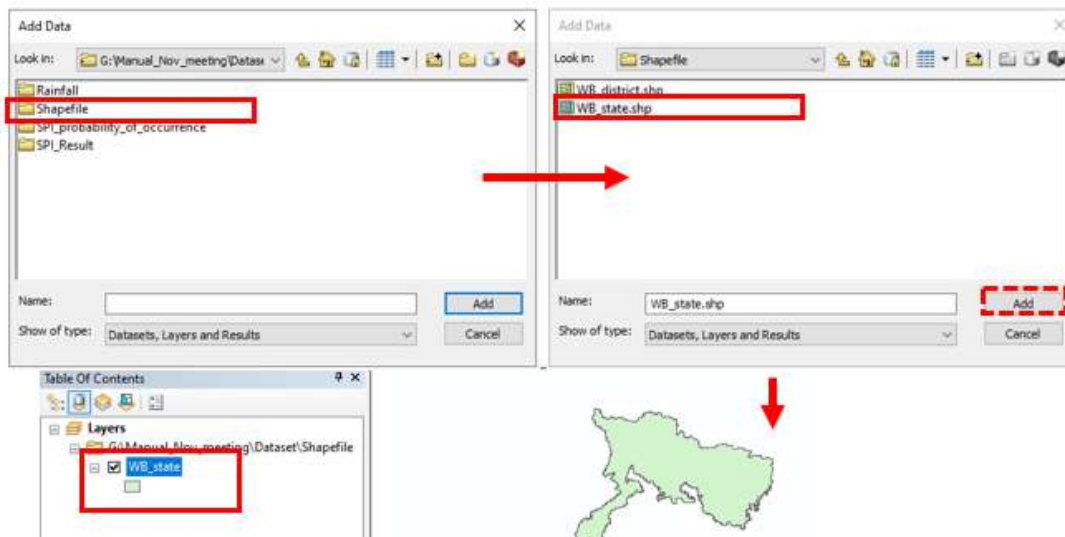 Add Data
Look in: G:\Manual_Nov_meeting\Datase
Rainfall
Shapefile
SPI_probability_of_occurrence
SPI_Result
Name: Add
Show of type: Datasets, Layers and Results Cancel
Add Data
Look in: Shapefile
WB_district.shp
WB_state.shp
Name: WB_state.shp Add
Show of type: Datasets, Layers and Results Cancel
Table Of Contents
Layers
G:\Manual_Nov_meeting\Dataset\Shapefile
WB_state